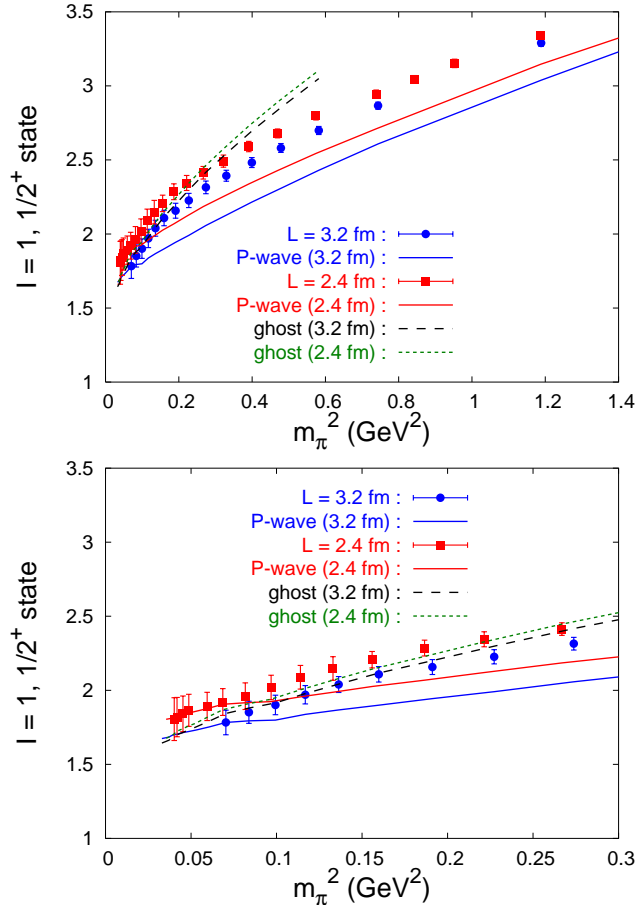 3.5
3
2.5
2
1.5
1
I = 1, 1/2⁺ state
L = 3.2 fm :
P-wave (3.2 fm) :
L = 2.4 fm :
P-wave (2.4 fm) :
ghost (3.2 fm) :
ghost (2.4 fm) :
0 0.2 0.4 0.6 0.8 1 1.2 1.4
m_π² (GeV²)
3.5
3
2.5
2
1.5
1
I = 1, 1/2⁺ state
L = 3.2 fm :
P-wave (3.2 fm) :
L = 2.4 fm :
P-wave (2.4 fm) :
ghost (3.2 fm) :
ghost (2.4 fm) :
0 0.05 0.1 0.15 0.2 0.25 0.3
m_π² (GeV²)